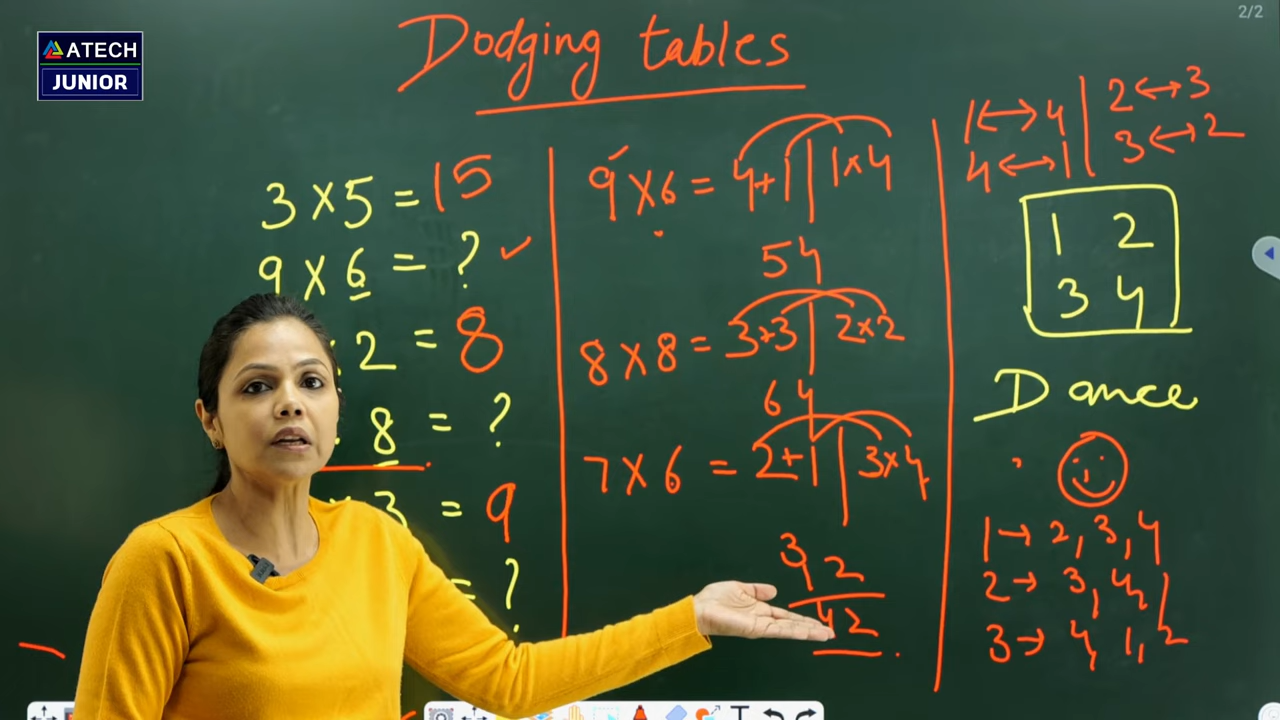 2/2
ATECH
JUNIOR
Dodging tables
3 × 5 = 15
9 × 6 = ? ✓
2 = 8
8 = ?
× 3 = 9
= ?
9 × 6 = 4+1 | 1×4
54
8 × 8 = 3+3 | 2×2
64
7 × 6 = 2+1 | 3×4
3, 2
42
1 ↔ 4 | 2 ↔ 3
4 ↔ 1 | 3 ↔ 2
1 2
3 4
Dance
1 → 2, 3, 4
2 → 3, 4, 1
3 → 4, 1, 2
T